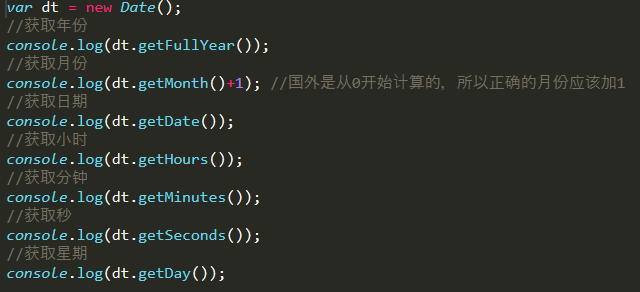 var dt = new Date();
//获取年份
console.log(dt.getFullYear());
//获取月份
console.log(dt.getMonth()+1); //国外是从0开始计算的, 所以正确的月份应该加1
//获取日期
console.log(dt.getDate());
//获取小时
console.log(dt.getHours());
//获取分钟
console.log(dt.getMinutes());
//获取秒
console.log(dt.getSeconds());
//获取星期
console.log(dt.getDay());